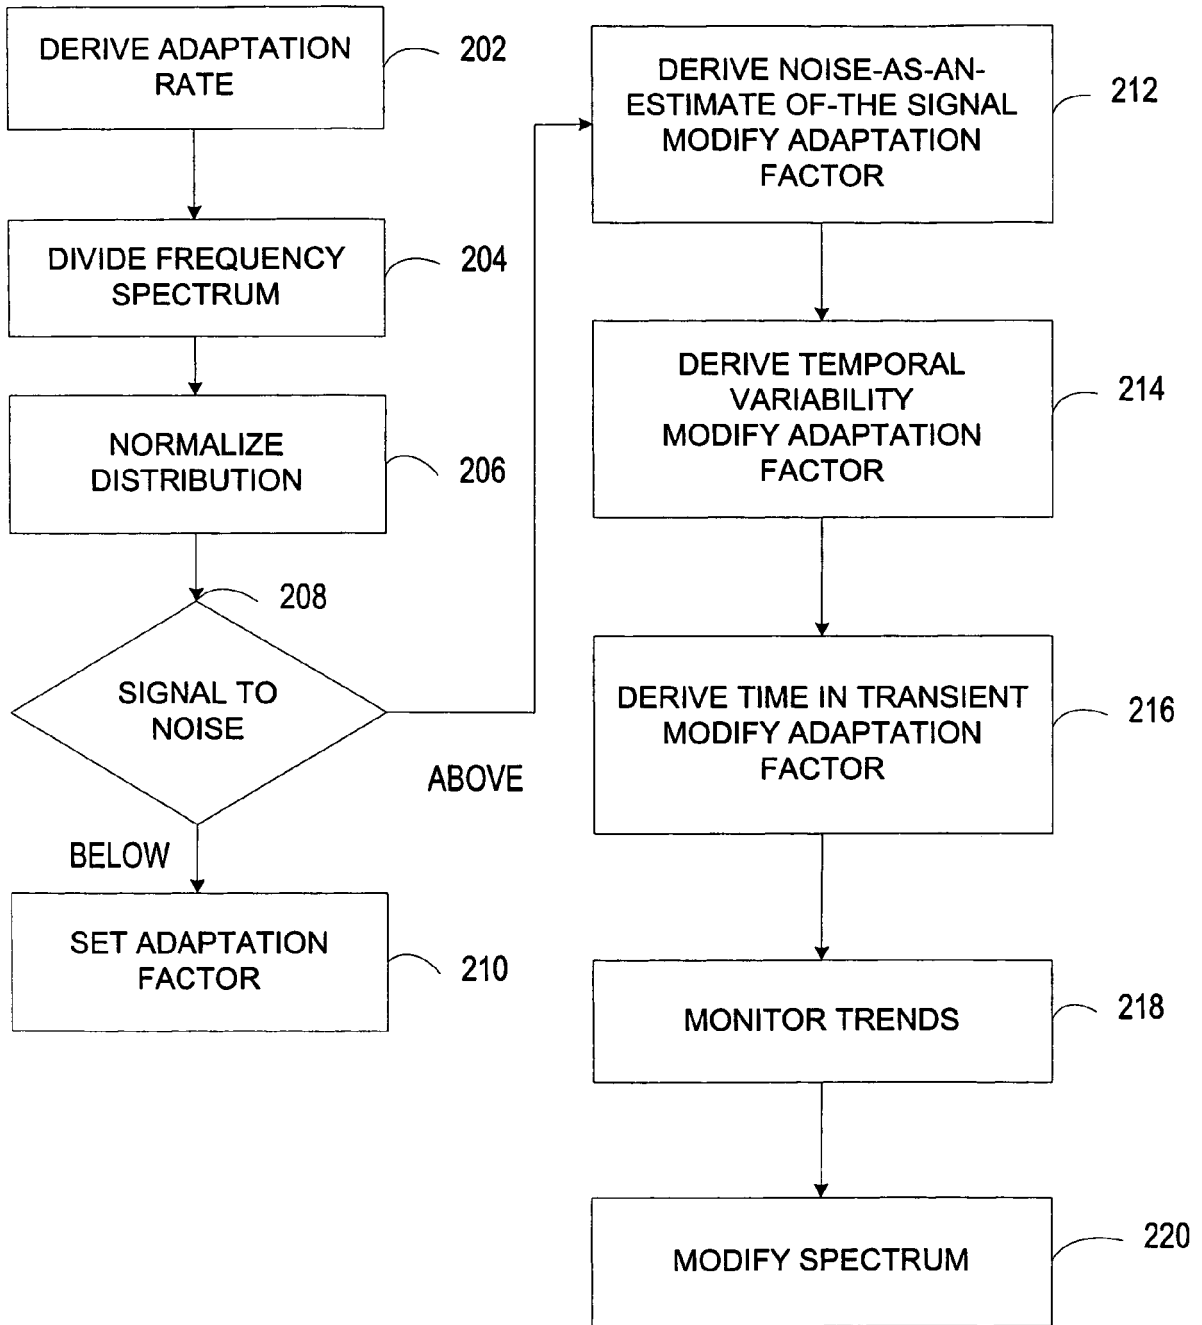 DERIVE ADAPTATION
RATE
202
DIVIDE FREQUENCY
SPECTRUM
204
NORMALIZE
DISTRIBUTION
206
208
SIGNAL TO
NOISE
ABOVE
BELOW
SET ADAPTATION
FACTOR
210
DERIVE NOISE-AS-AN-
ESTIMATE OF-THE SIGNAL
MODIFY ADAPTATION
FACTOR
212
DERIVE TEMPORAL
VARIABILITY
MODIFY ADAPTATION
FACTOR
214
DERIVE TIME IN TRANSIENT
MODIFY ADAPTATION
FACTOR
216
MONITOR TRENDS
218
MODIFY SPECTRUM
220